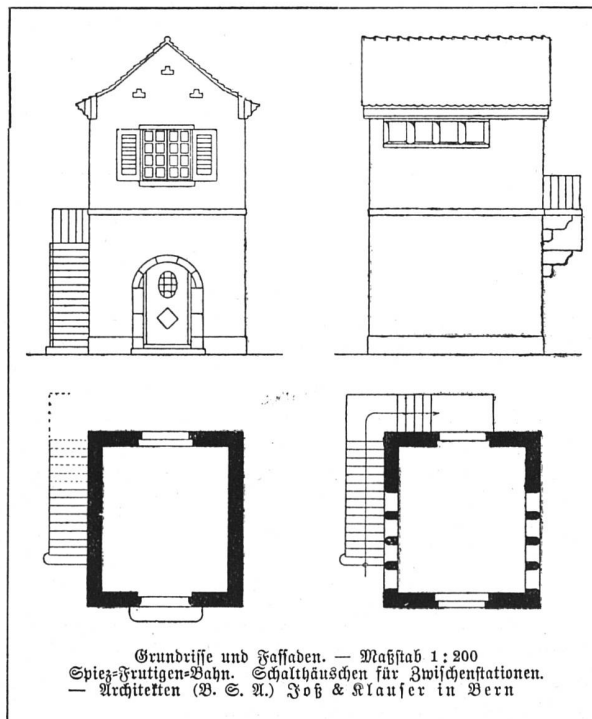 Grundrisse und Fassaden. — Maßstab 1 : 200
Spiez-Frutigen-Bahn. Schalthäuschen für Zwischenstationen.
— Architekten (B. S. A.) Joß & Klauser in Bern